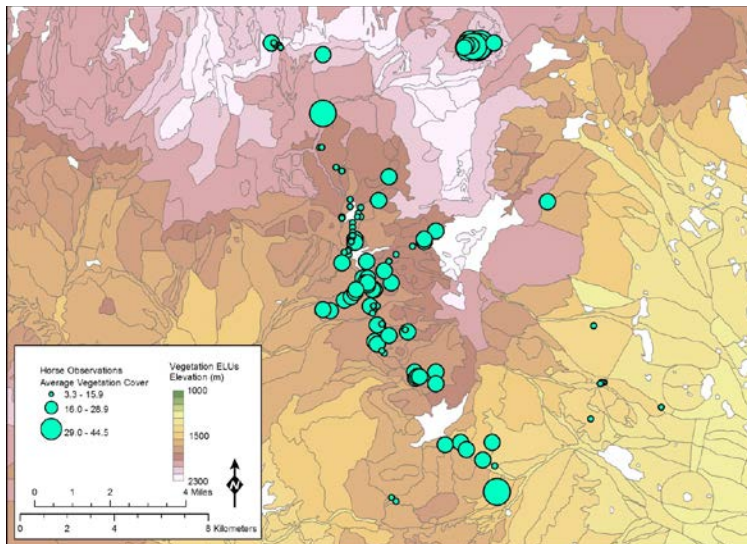 Horse Observations
Average Vegetation Cover
3.3 - 15.9
16.0 - 28.9
29.0 - 44.5
Vegetation ELUs
Elevation (m)
1000
1500
2300
N
0 2 4 Miles
0 2 4 8 Kilometers